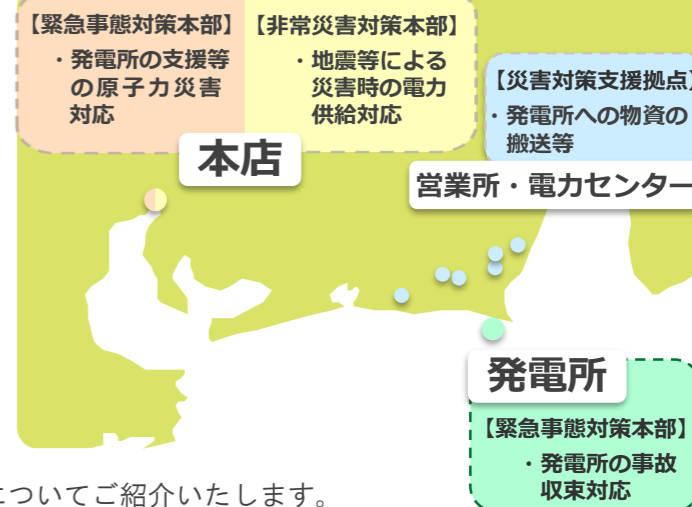 【緊急事態対策本部】
・発電所の支援等
の原子力災害
対応
【非常災害対策本部】
・地震等による
災害時の電力
供給対応
本店
【災害対策支援拠点】
・発電所への物資の
搬送等
営業所・電力センター
発電所
【緊急事態対策本部】
・発電所の事故
収束対応
についてご紹介いたします。